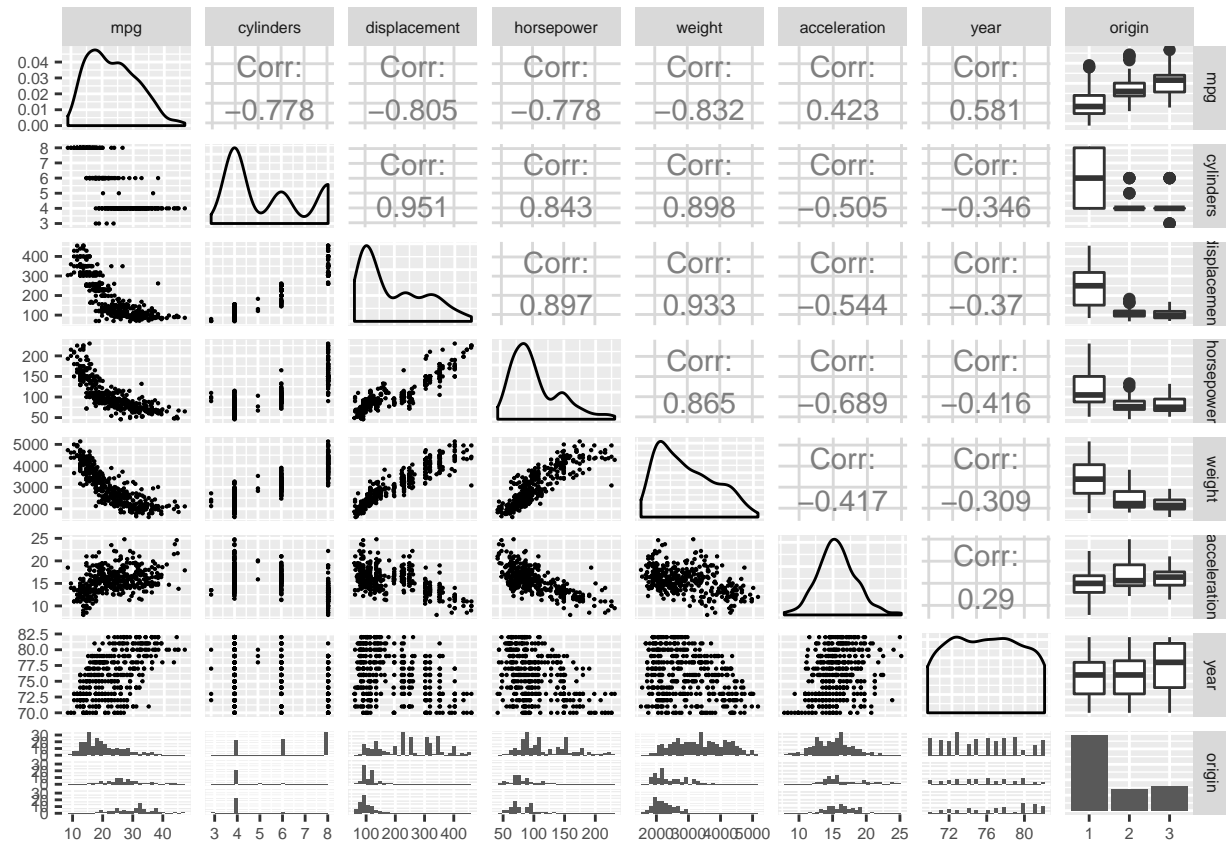 mpg cylinders displacement horsepower weight acceleration year origin
0.04
0.03
0.02
0.01
0.00
Corr: Corr: Corr: Corr: Corr: Corr:
−0.778 −0.805 −0.778 −0.832 0.423 0.581
mpg
8
7
6
5
4
3
Corr: Corr: Corr: Corr: Corr:
0.951 0.843 0.898 −0.505 −0.346
cylinders
400
300
200
100
Corr: Corr: Corr: Corr:
0.897 0.933 −0.544 −0.37
displacemen
200
150
100
50
Corr: Corr: Corr:
0.865 −0.689 −0.416
horsepower
5000
4000
3000
2000
Corr: Corr:
−0.417 −0.309
weight
25
20
15
10
Corr:
0.29
acceleration
82.5
80.0
77.5
75.0
72.5
70.0
year
30
30
30
origin
10 20 30 40 3 4 5 6 7 8 100 200 300 400 50 100 150 200 2000 3000 4000 5000 10 15 20 25 72 76 80 1 2 3